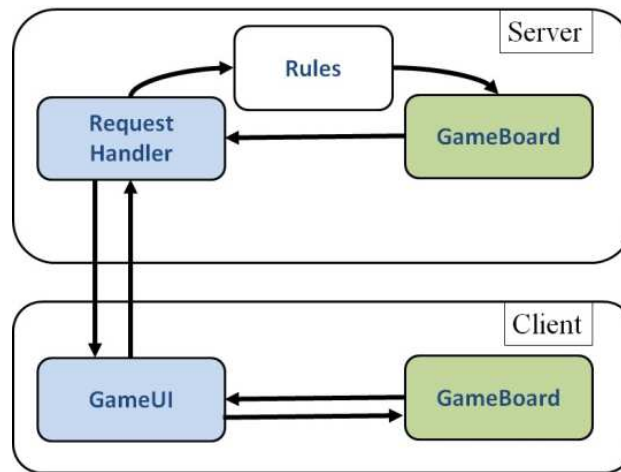 Server
Rules
Request
Handler
GameBoard
Client
GameUI
GameBoard